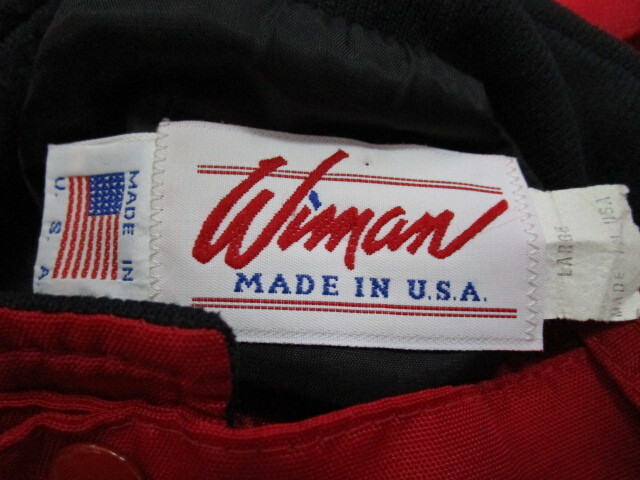 MADE IN
U. S. A.
Wiman
MADE IN U.S.A.
LARGE
MADE IN USA